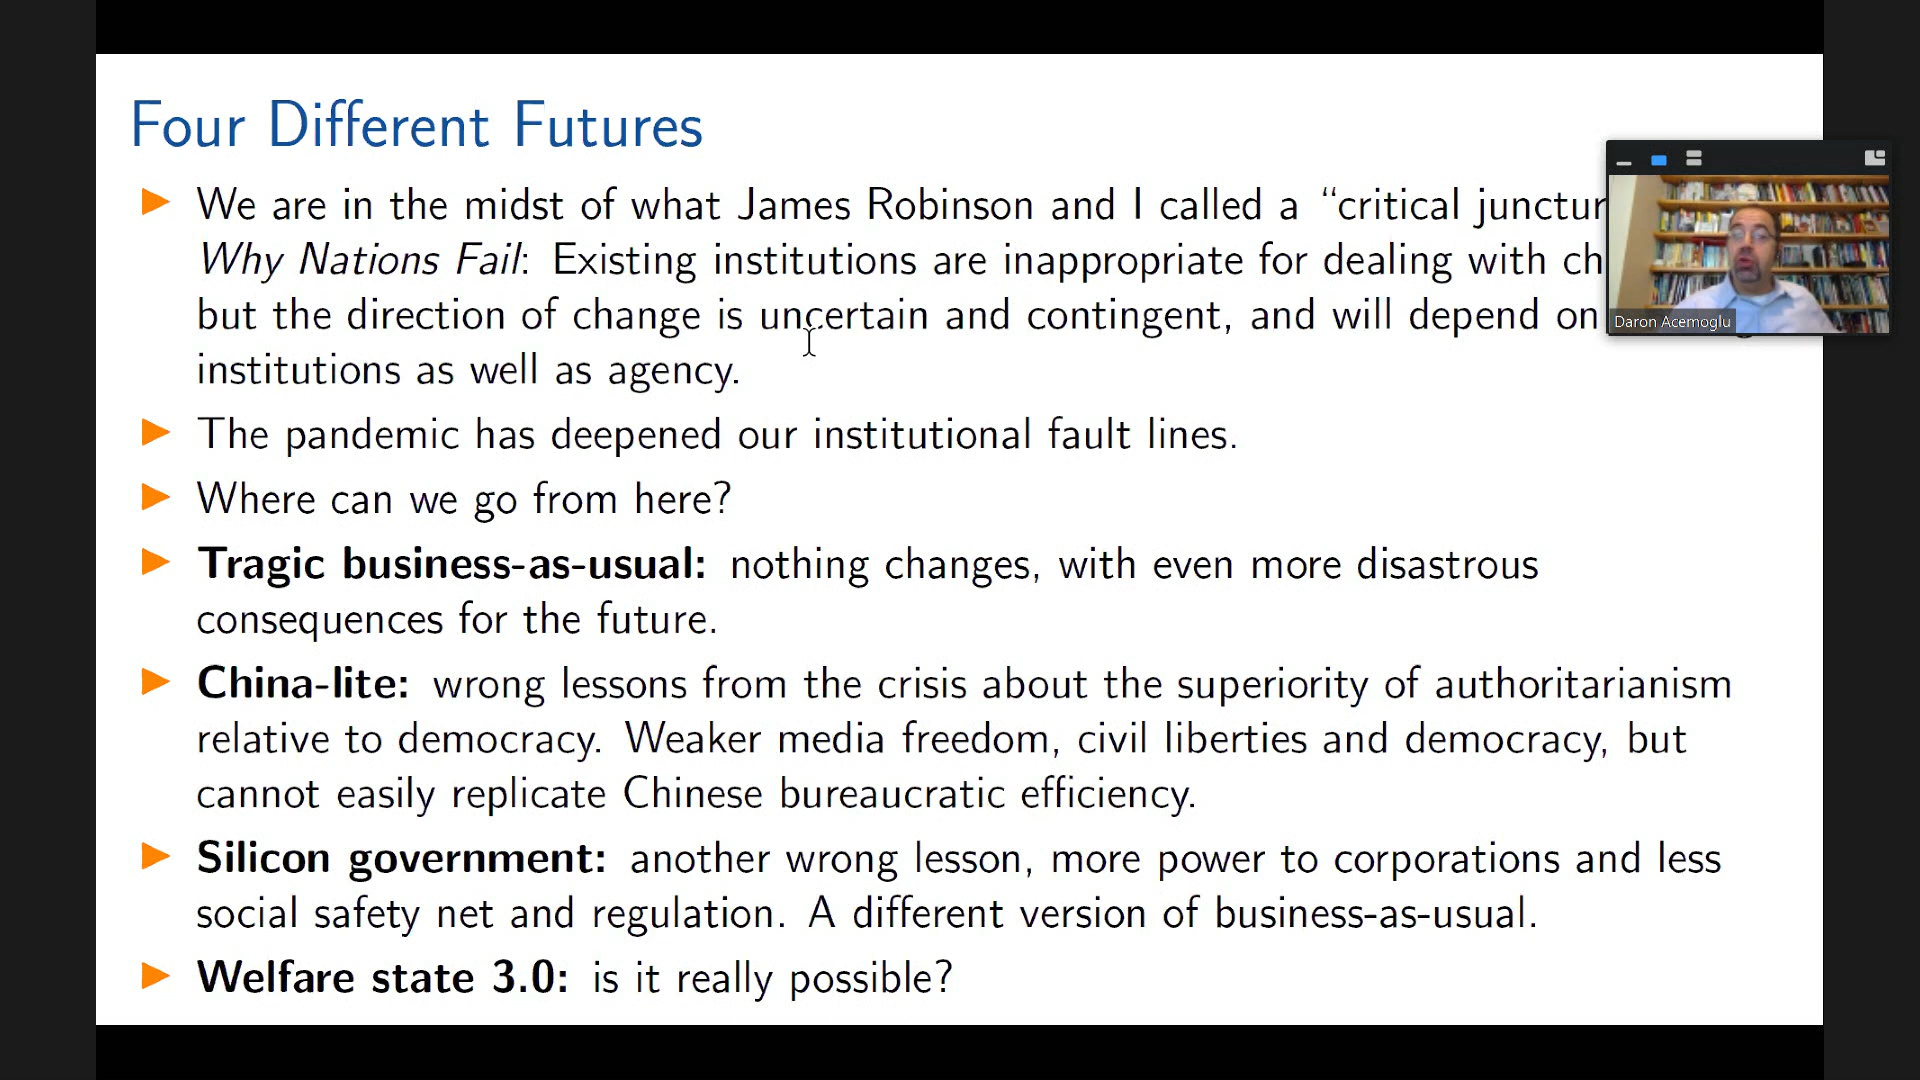 Four Different Futures
We are in the midst of what James Robinson and I called a “critical
Why Nations Fail: Existing institutions are inappropriate for dealing with
but the direction of change is uncertain and contingent, and will depend on
institutions as well as agency.
The pandemic has deepened our institutional fault lines.
Where can we go from here?
Tragic business-as-usual: nothing changes, with even more disastrous
consequences for the future.
China-lite: wrong lessons from the crisis about the superiority of authoritarianism
relative to democracy. Weaker media freedom, civil liberties and democracy, but
cannot easily replicate Chinese bureaucratic efficiency.
Silicon government: another wrong lesson, more power to corporations and less
social safety net and regulation. A different version of business-as-usual.
Welfare state 3.0: is it really possible?
Daron Acemoglu